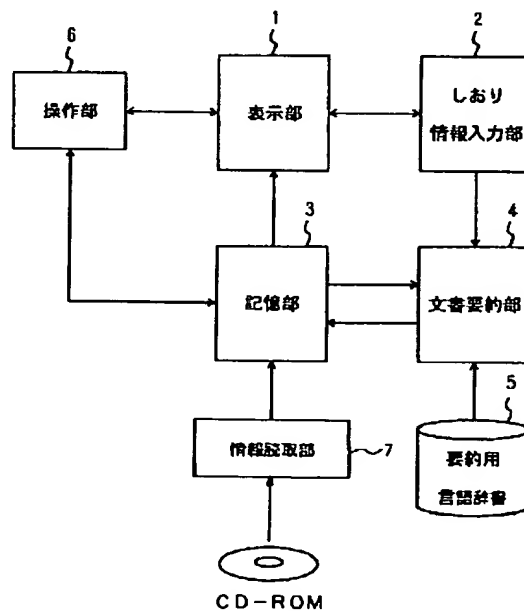 6
1
2
操作部
表示部
しおり
情報入力部
3
4
記憶部
文書要約部
5
情報読取部
7
要約用
言語辞書
CD-ROM